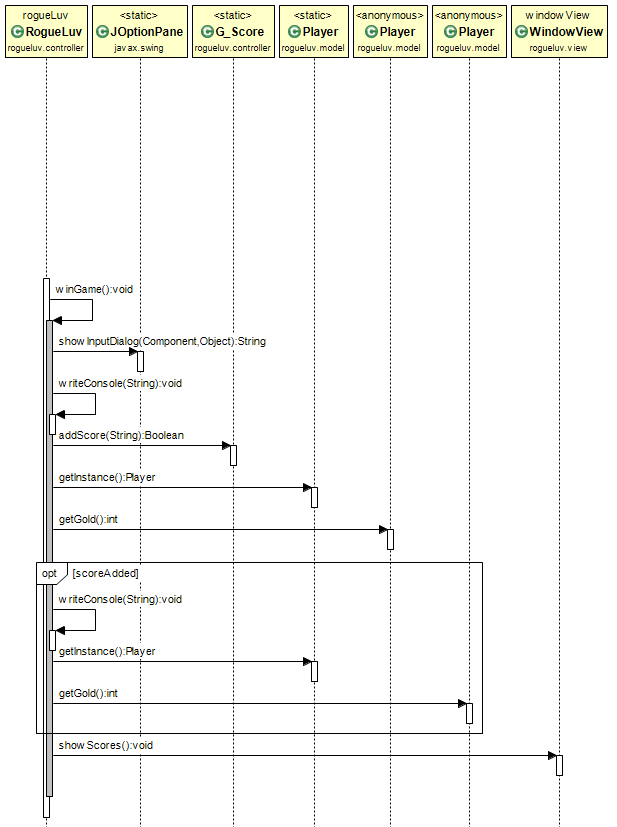 rogueLuv
RogueLuv
rogueluv.controller
<static>
JOptionPane
javax.swing
<static>
G_Score
rogueluv.controller
<static>
Player
rogueluv.model
<anonymous>
Player
rogueluv.model
<anonymous>
Player
rogueluv.model
windowView
WindowView
rogueluv.view
winGame():void
showInputDialog(Component,Object):String
writeConsole(String):void
addScore(String):Boolean
getInstance():Player
getGold():int
opt [scoreAdded]
writeConsole(String):void
getInstance():Player
getGold():int
showScores():void